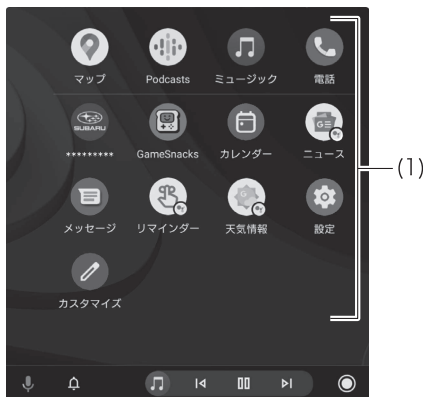 マップ Podcasts ミュージック 電話
SUBARU
********* GameSnacks カレンダー ニュース
メッセージ リマインダー 天気情報 設定
カスタマイズ
(1)